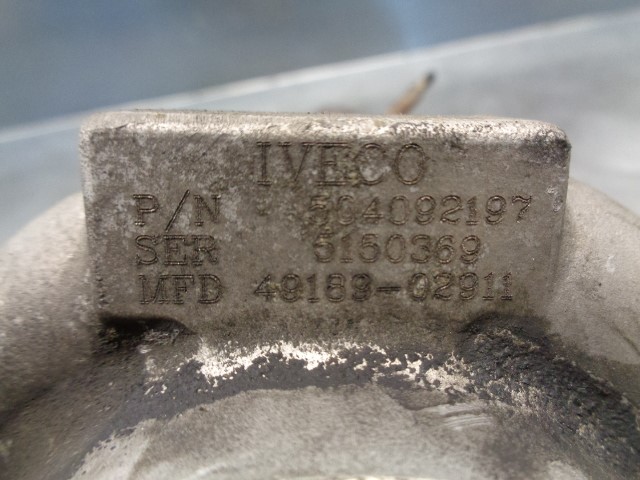 IVECO
P/N 504092197
SER 5150369
MFD 49189-02911